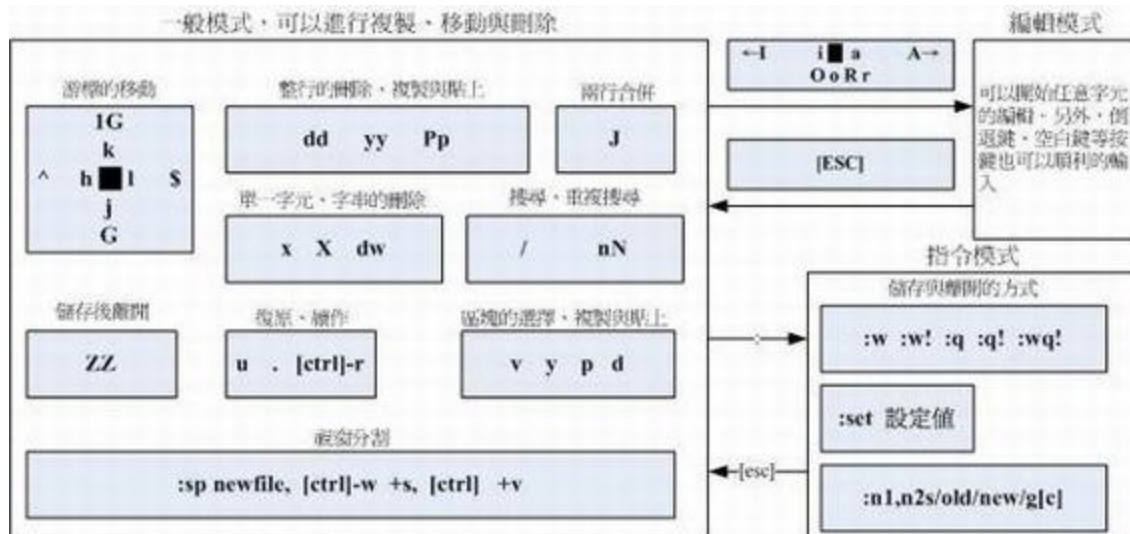 一般模式，可以進行複製、移動與刪除
游標的移動
1G
k
^ h l $
j
G
整行的刪除、複製與貼上
dd yy Pp
兩行合併
J
單一字元、字串的刪除
x X dw
搜尋、重複搜尋
/ nN
儲存後離開
ZZ
復原、續作
u . [ctrl]-r
區塊的選擇、複製與貼上
v y p d
視窗分割
:sp newfile, [ctrl]-w +s, [ctrl] +v
←I i a A→
O o R r
[ESC]
編輯模式
可以開始任意字元
的編輯。另外，倒
退鍵、空白鍵等按
鍵也可以順利的輸
入
指令模式
儲存與離開的方式
:w :w! :q :q! :wq!
:set 設定值
:n1,n2s/old/new/g[c]
[esc]